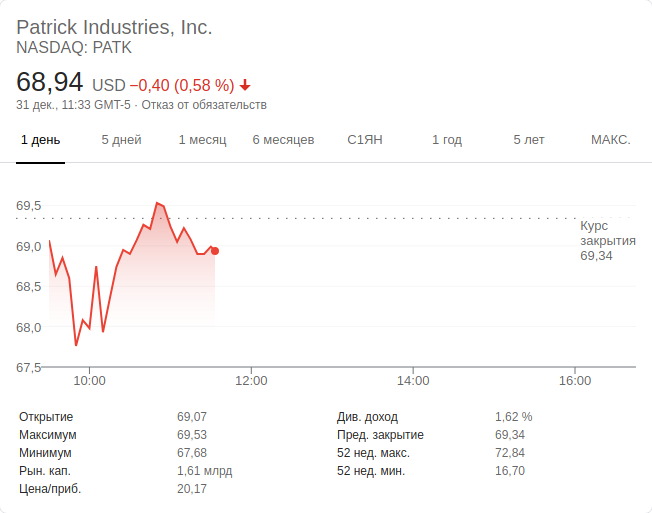 Patrick Industries, Inc.
NASDAQ: PATK
68,94 USD −0,40 (0,58 %)
31 дек., 11:33 GMT-5 · Отказ от обязательств
1 день 5 дней 1 месяц 6 месяцев С1ЯН 1 год 5 лет МАКС.
69,5
69,0
68,5
68,0
67,5
Курс
закрытия
69,34
10:00 12:00 14:00 16:00
Открытие 69,07
Максимум 69,53
Минимум 67,68
Рын. кап. 1,61 млрд
Цена/приб. 20,17
Див. доход 1,62 %
Пред. закрытие 69,34
52 нед. макс. 72,84
52 нед. мин. 16,70